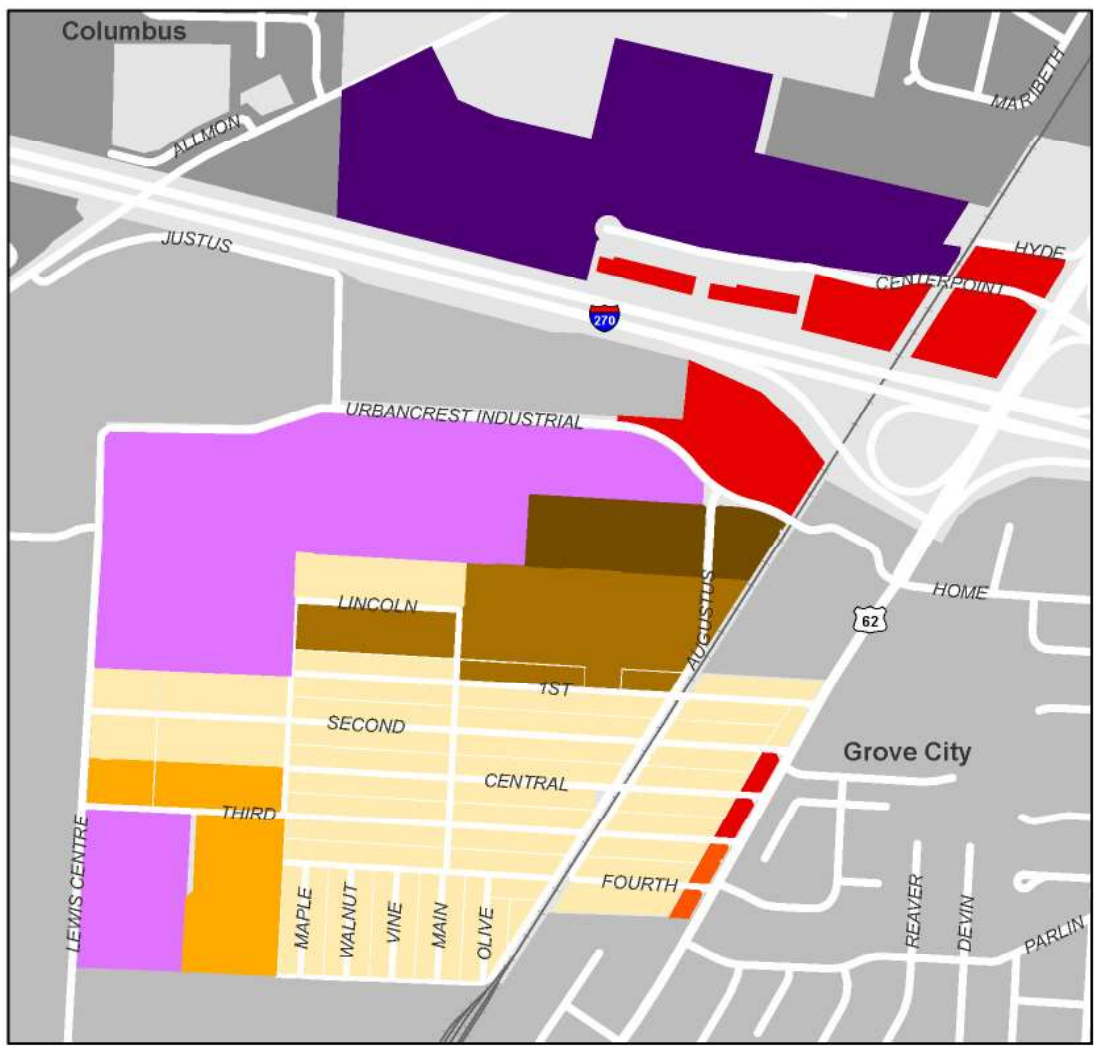 Columbus
MARIBETH
ALLMON
JUSTUS
HYDE
CENTERPOINT
270
URBANCREST INDUSTRIAL
AUGUSTUS
HOME
LINCOLN
62
1ST
SECOND
Grove City
CENTRAL
THIRD
LEWIS CENTRE
FOURTH
MAPLE
WALNUT
VINE
MAIN
OLIVE
REAVER
DEVIN
PARLIN